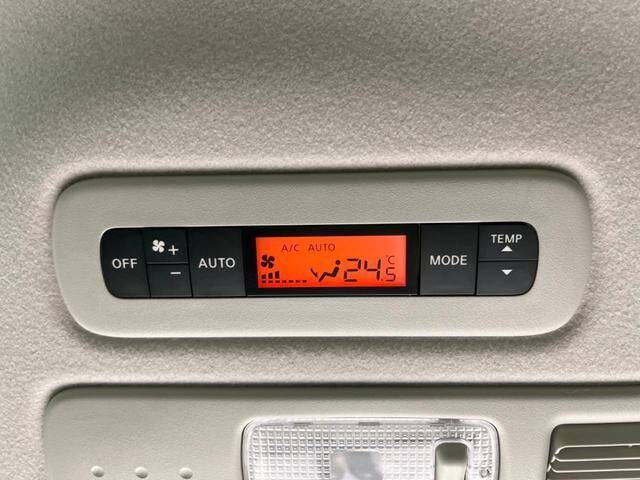 OFF + − AUTO
A/C AUTO
24.5 °C
MODE
TEMP